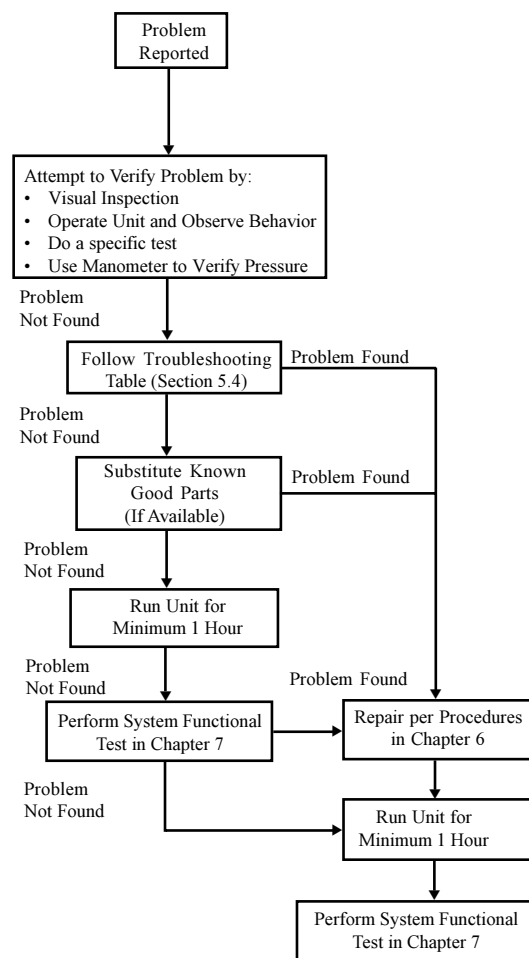 Problem
Reported
Attempt to Verify Problem by:
• Visual Inspection
• Operate Unit and Observe Behavior
• Do a specific test
• Use Manometer to Verify Pressure
Problem
Not Found
Follow Troubleshooting
Table (Section 5.4)
Problem Found
Problem
Not Found
Substitute Known
Good Parts
(If Available)
Problem Found
Problem
Not Found
Run Unit for
Minimum 1 Hour
Problem
Not Found
Problem Found
Perform System Functional
Test in Chapter 7
Repair per Procedures
in Chapter 6
Problem
Not Found
Run Unit for
Minimum 1 Hour
Perform System Functional
Test in Chapter 7